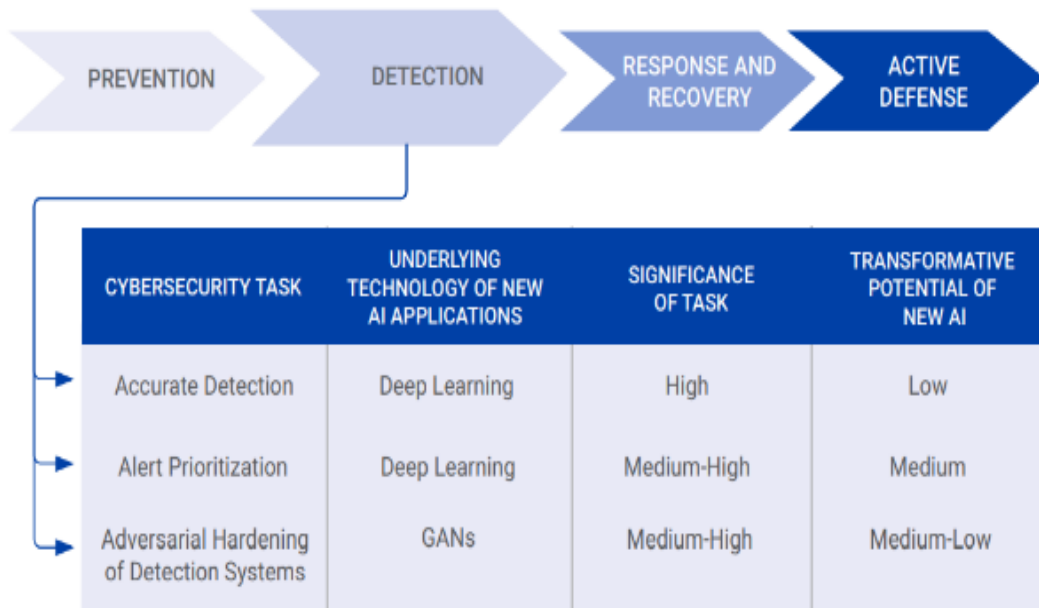 PREVENTION
DETECTION
RESPONSE AND
RECOVERY
ACTIVE
DEFENSE
CYBERSECURITY TASK
UNDERLYING
TECHNOLOGY OF NEW
AI APPLICATIONS
SIGNIFICANCE
OF TASK
TRANSFORMATIVE
POTENTIAL OF
NEW AI
Accurate Detection
Deep Learning
High
Low
Alert Prioritization
Deep Learning
Medium-High
Medium
Adversarial Hardening
of Detection Systems
GANs
Medium-High
Medium-Low